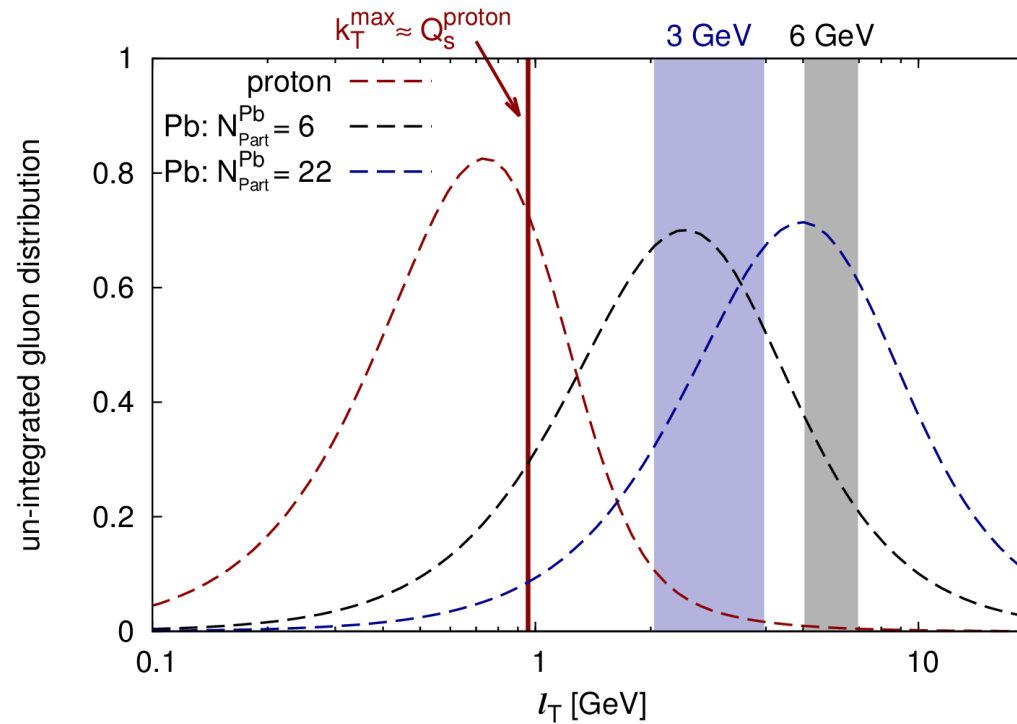 k_T^max ≈ Q_s^proton
3 GeV 6 GeV
proton
Pb: N_Part^Pb = 6
Pb: N_Part^Pb = 22
un-integrated gluon distribution
1
0.8
0.6
0.4
0.2
0
0.1 1 10
l_T [GeV]